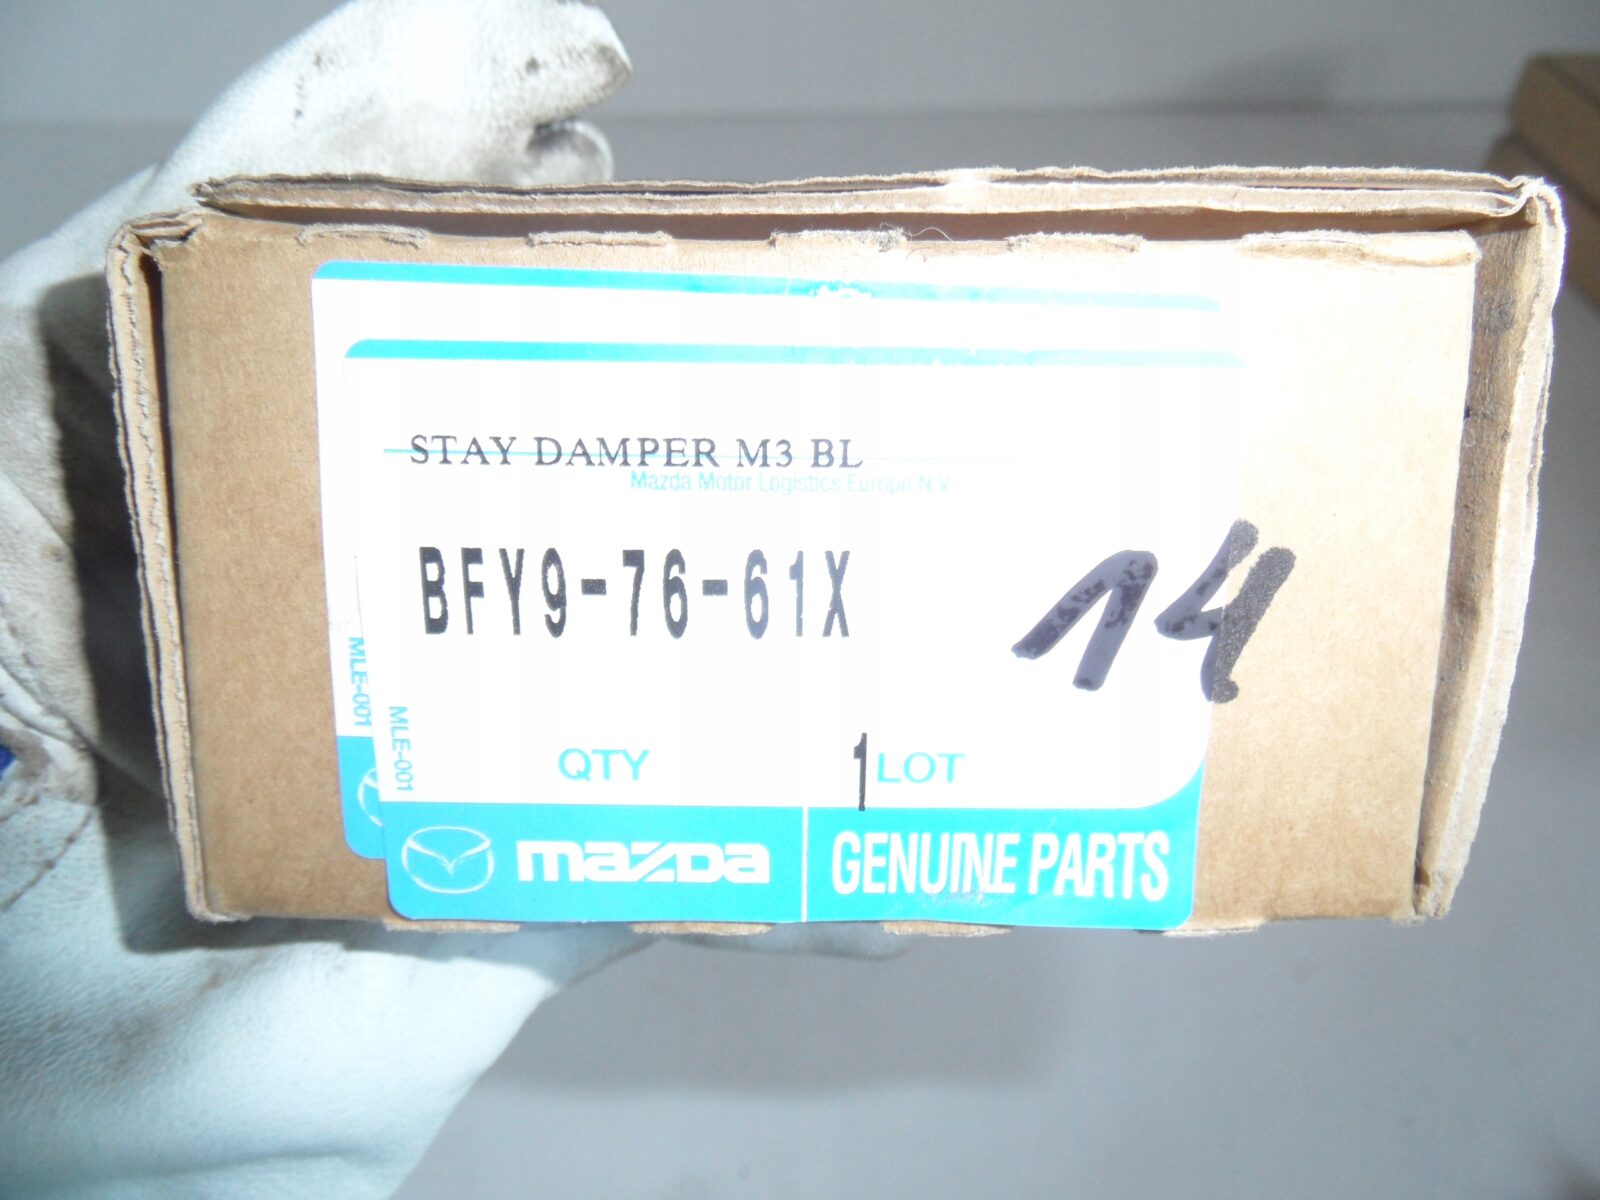 STAY DAMPER M3 BL
Mazda Motor Logistics Europe N.V.
BFY9-76-61X
14
MLE-001
MLE-001
QTY 1 LOT
mazda GENUINE PARTS